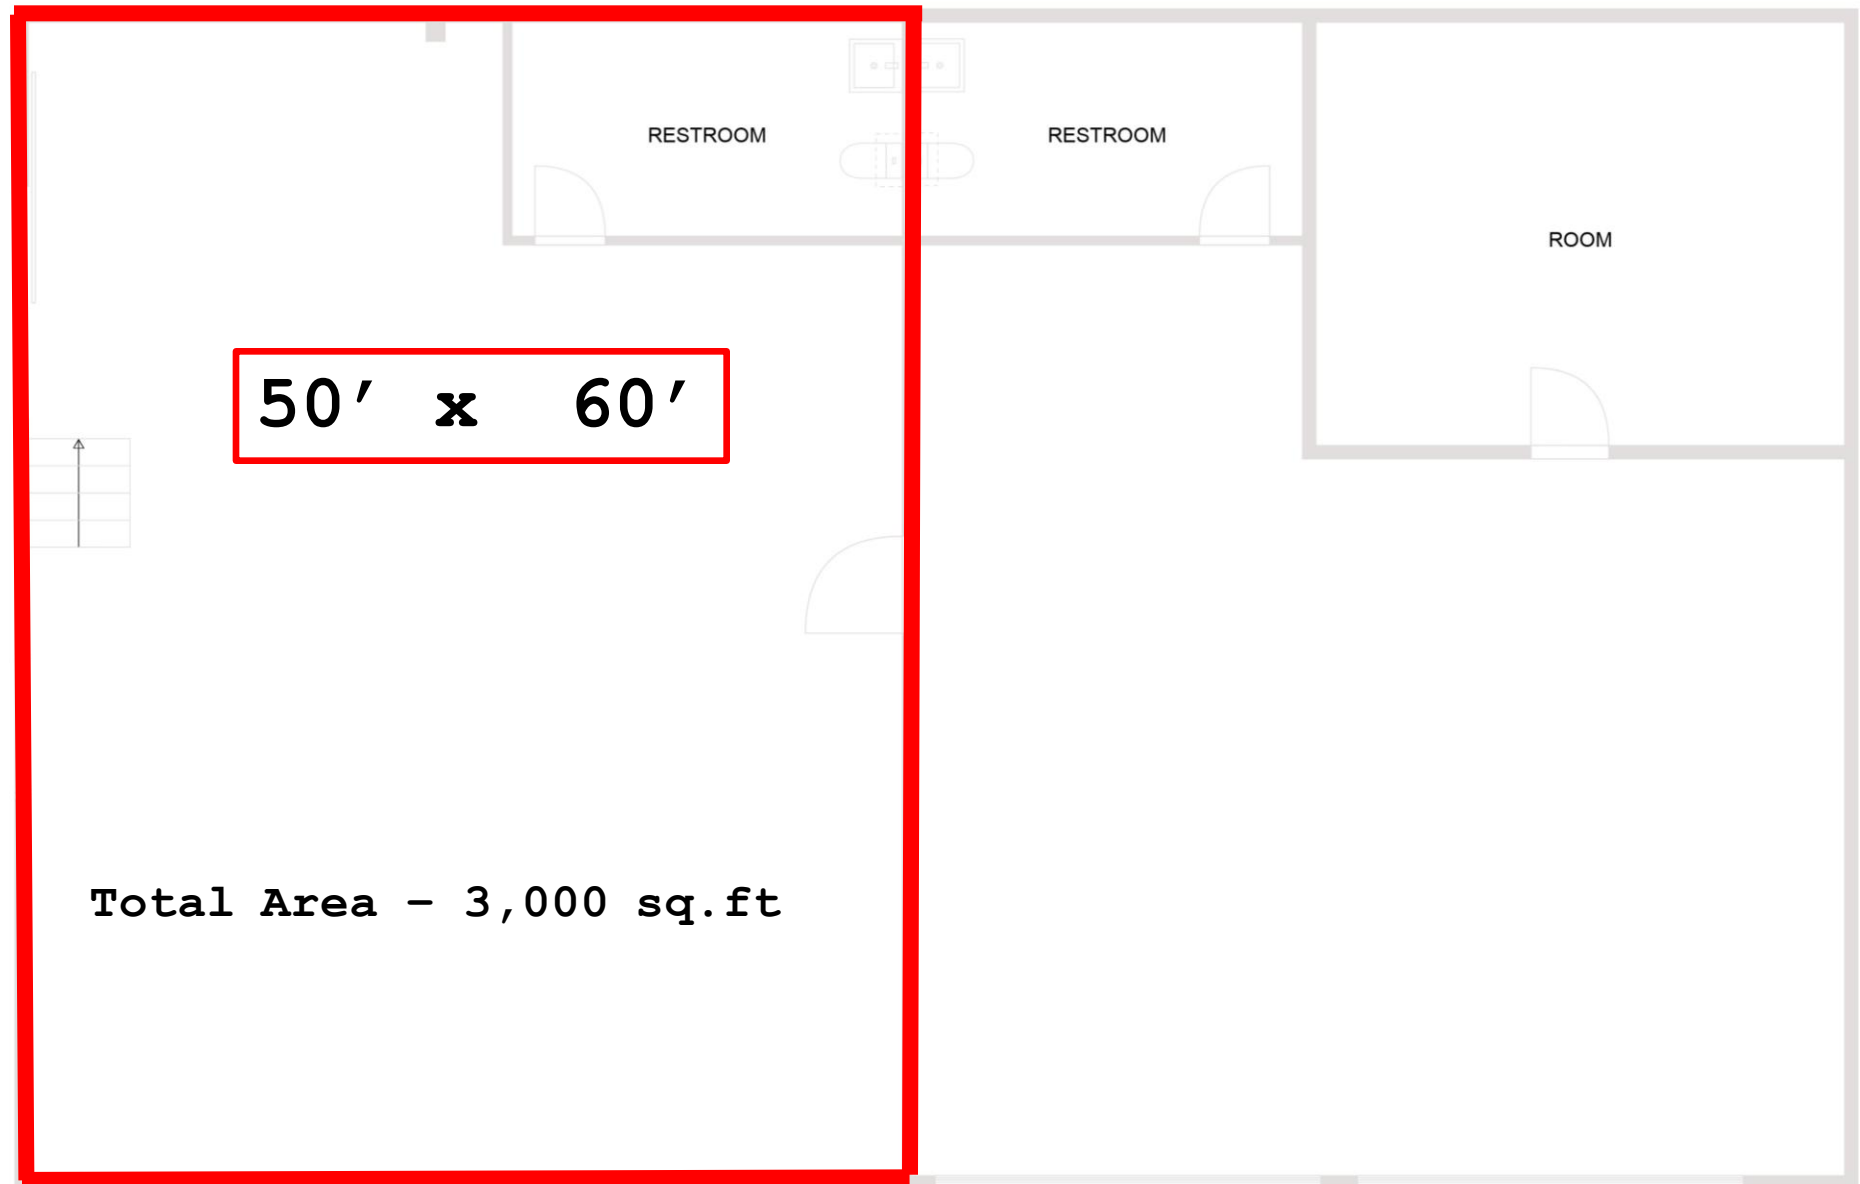 RESTROOM
RESTROOM
ROOM
50' x 60'
Total Area – 3,000 sq.ft